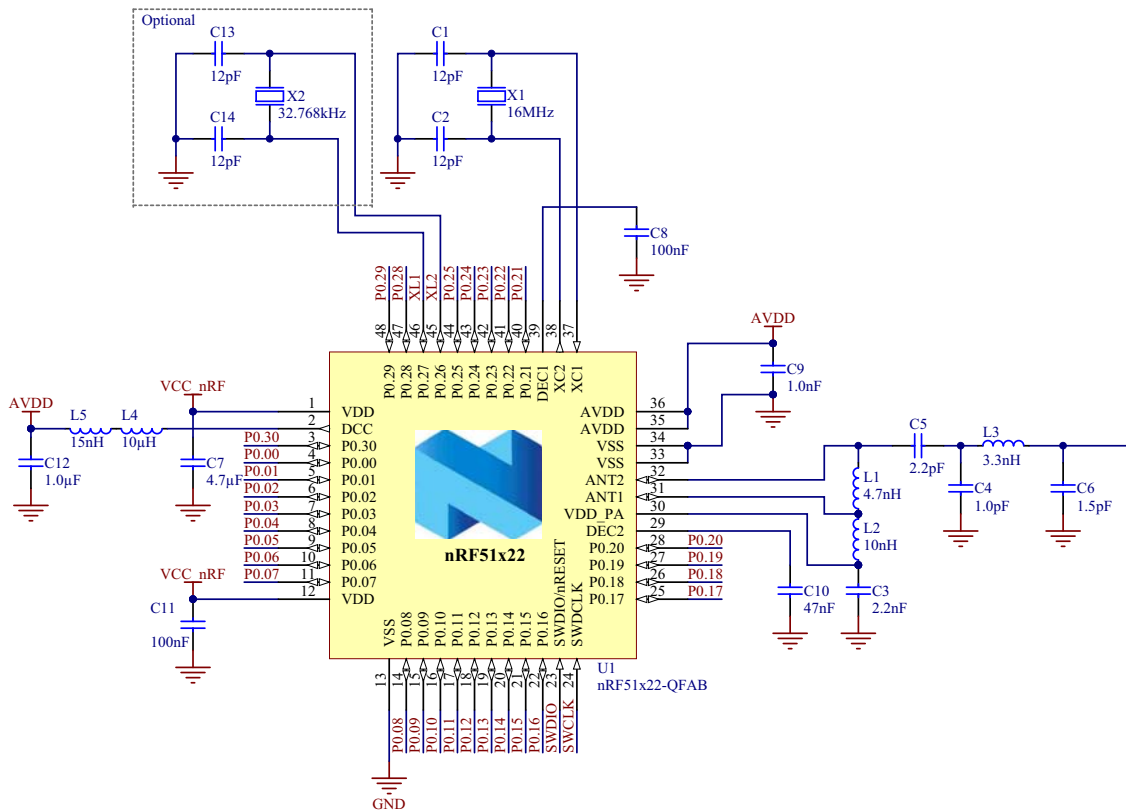 Optional
C13
12pF
X2
32.768kHz
C14
12pF
C1
12pF
X1
16MHz
C2
12pF
C8
100nF
P0.29
P0.28
XL1
XL2
P0.25
P0.24
P0.23
P0.22
P0.21
48
47
46
45
44
43
42
41
40
39
38
37
P0.29
P0.28
P0.27
P0.26
P0.25
P0.24
P0.23
P0.22
P0.21
DEC1
XC2
XC1
AVDD
C9
1.0nF
VCC_nRF
AVDD
L5
15nH
L4
10µH
C12
1.0µF
C7
4.7µF
1 VDD
2 DCC
P0.30 3 P0.30
P0.00 4 P0.00
P0.01 5 P0.01
P0.02 6 P0.02
P0.03 7 P0.03
P0.04 8 P0.04
P0.05 9 P0.05
P0.06 10 P0.06
P0.07 11 P0.07
12 VDD
VCC_nRF
C11
100nF
nRF51x22
AVDD 36
AVDD 35
VSS 34
VSS 33
ANT2 32
ANT1 31
VDD_PA 30
DEC2 29
P0.20 28 P0.20
P0.19 27 P0.19
P0.18 26 P0.18
P0.17 25 P0.17
C5
2.2pF
L3
3.3nH
L1
4.7nH
C4
1.0pF
C6
1.5pF
L2
10nH
C10
47nF
C3
2.2nF
VSS
P0.08
P0.09
P0.10
P0.11
P0.12
P0.13
P0.14
P0.15
P0.16
SWDIO/nRESET
SWDCLK
U1
nRF51x22-QFAB
13
14
15
16
17
18
19
20
21
22
23
24
P0.08
P0.09
P0.10
P0.11
P0.12
P0.13
P0.14
P0.15
P0.16
SWDIO
SWCLK
GND